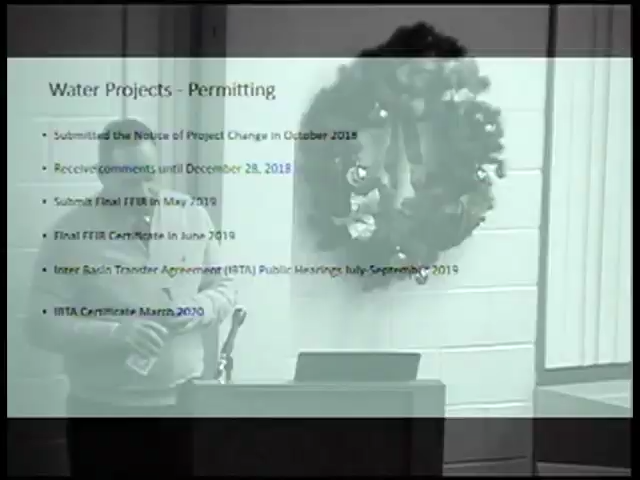 Water Projects - Permitting
• Submitted the Notice of Project Change in October 2018
• Receive comments until December 28, 2018
• Submit Final FEIR in May 2019
• Final FEIR Certificate in June 2019
• Inter Basin Transfer Agreement (IBTA) Public Hearings July-September 2019
• IBTA Certificate March 2020